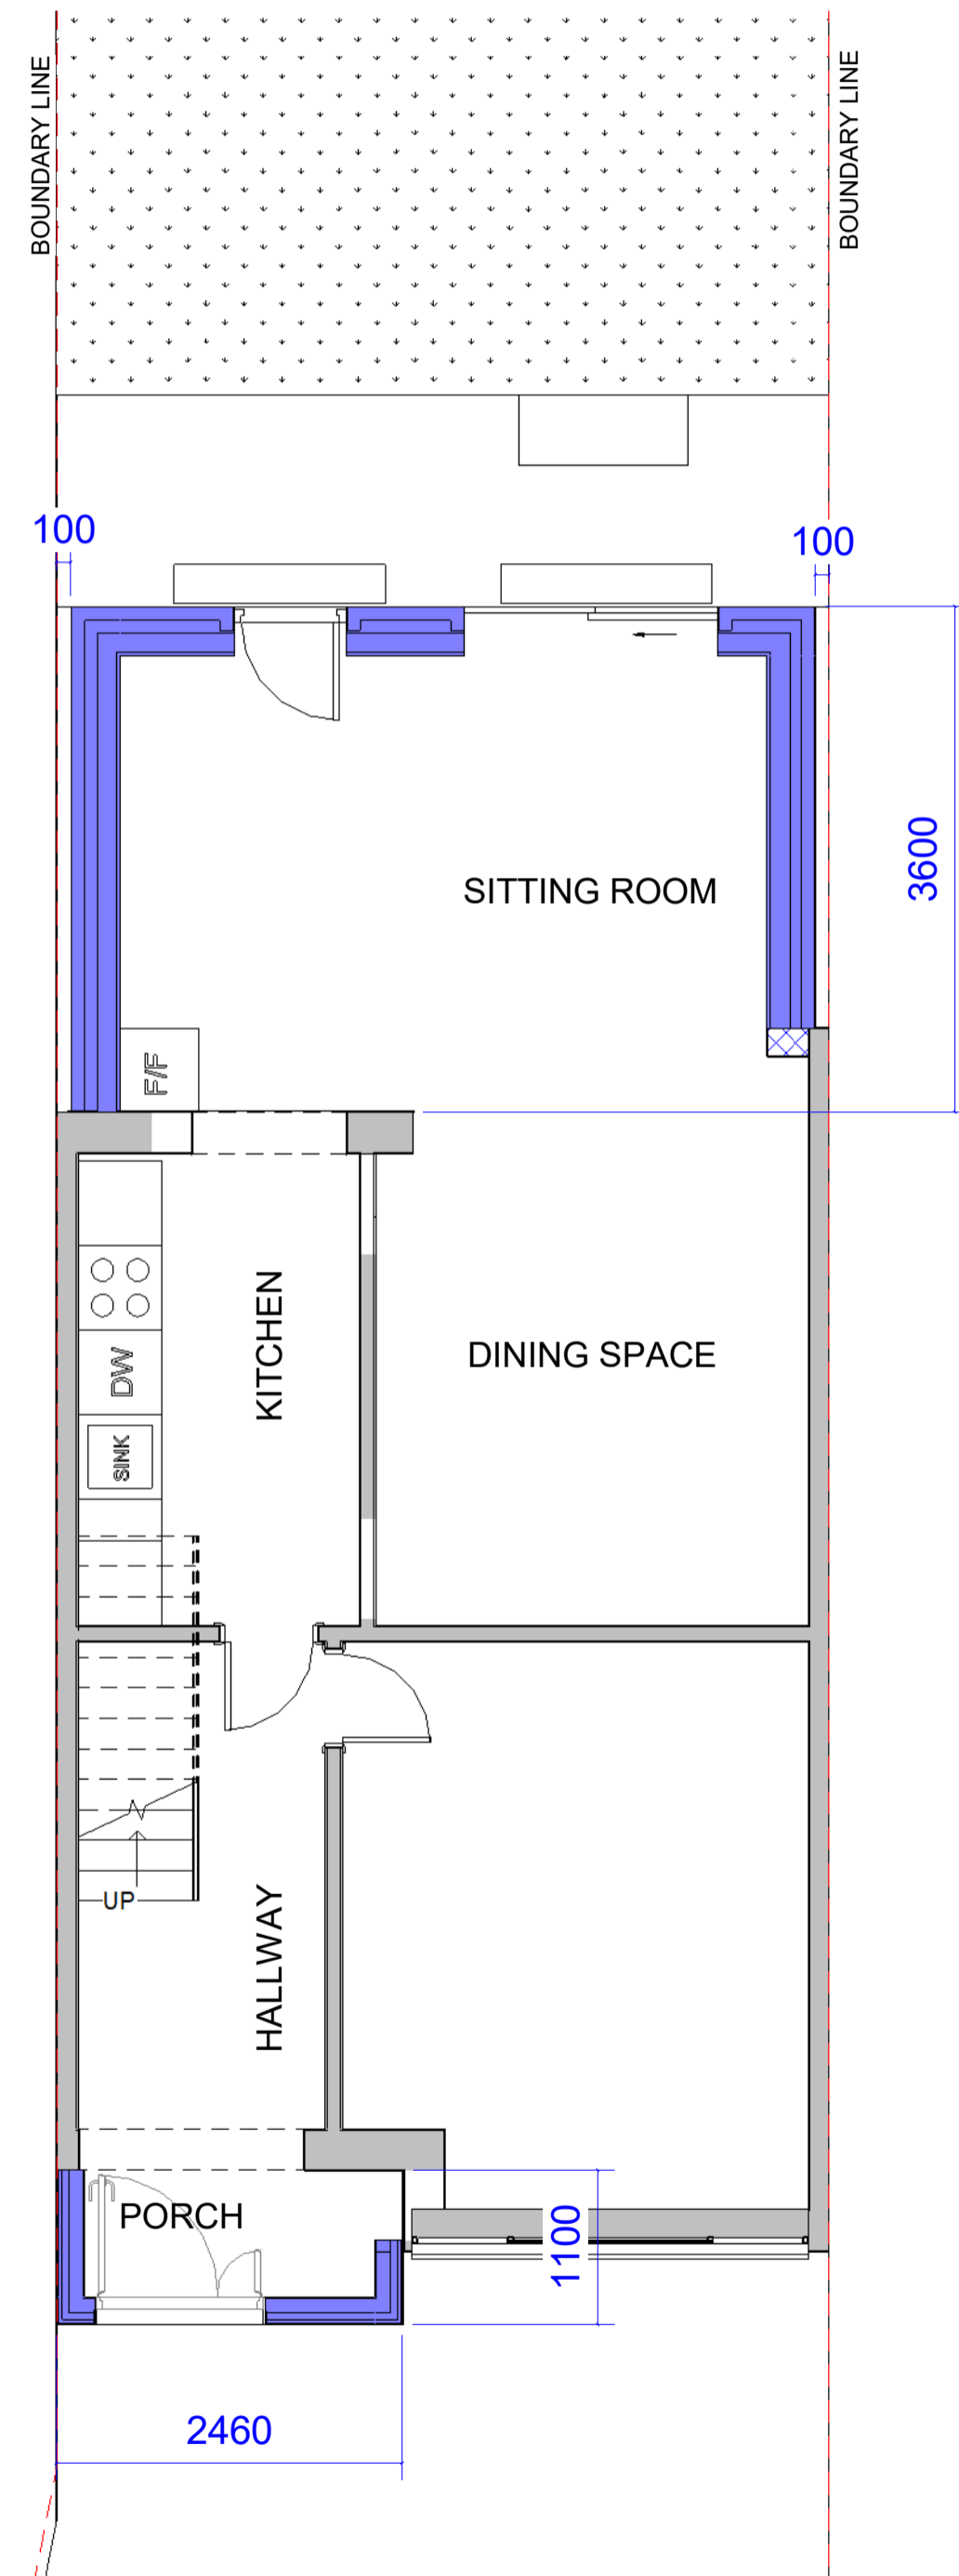 BOUNDARY LINE
BOUNDARY LINE
100
100
3600
SITTING ROOM
F/F
KITCHEN
DINING SPACE
DW
SINK
UP
HALLWAY
PORCH
1100
2460